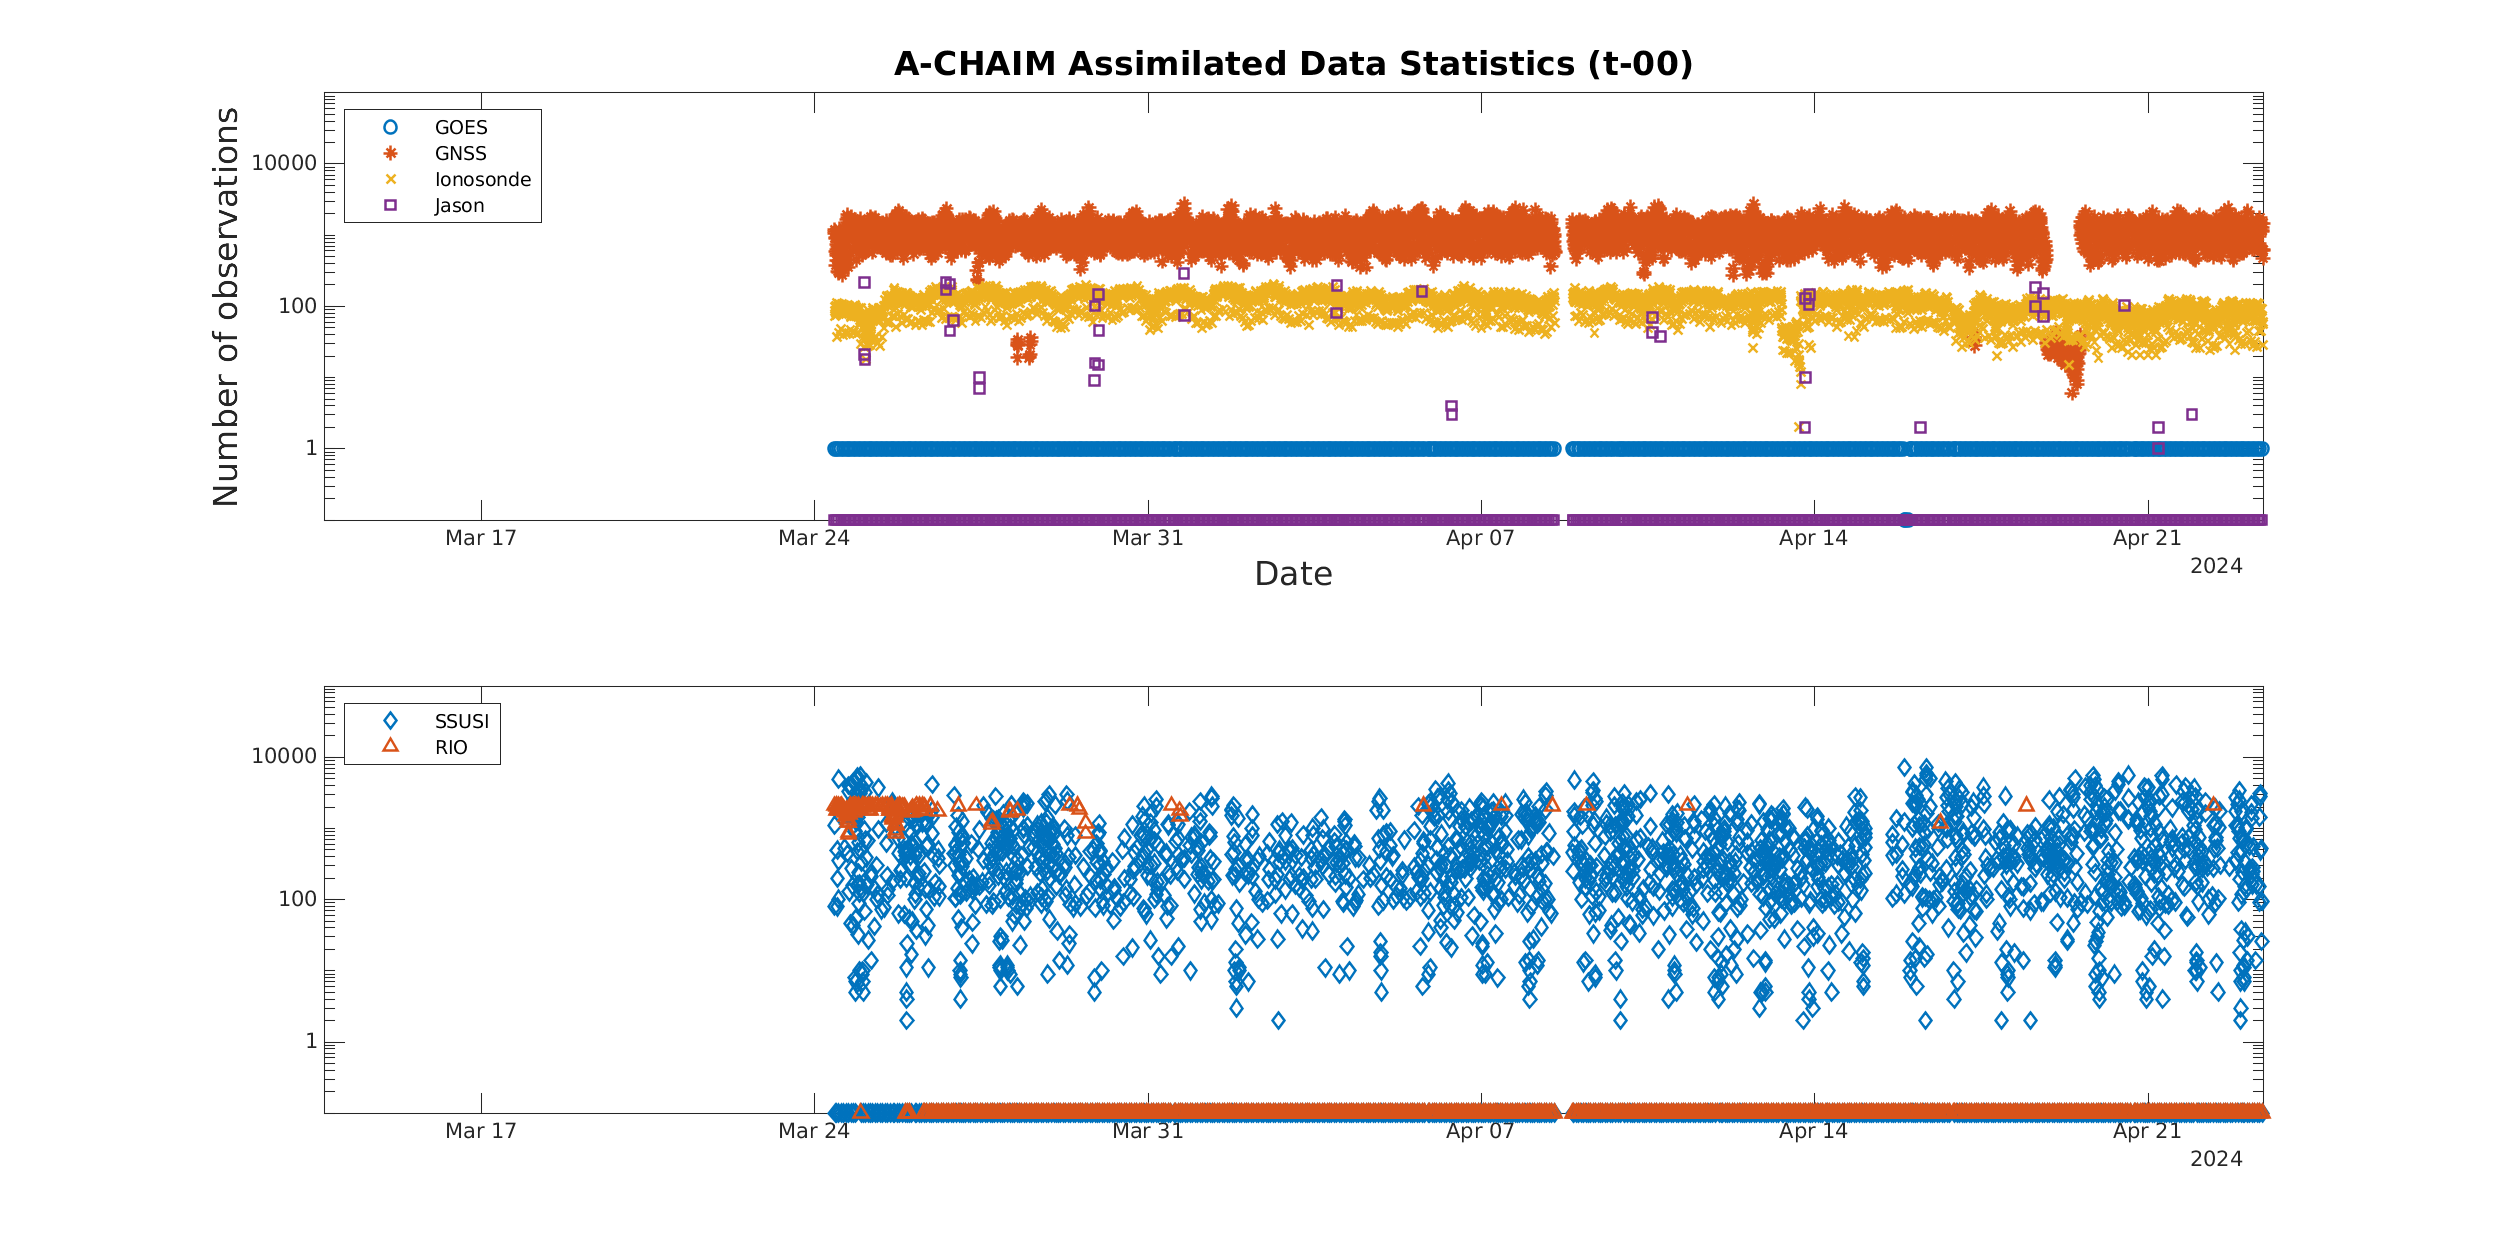 A-CHAIM Assimilated Data Statistics (t-00)
GOES
GNSS
Ionosonde
Jason
Number of observations
10000
100
1
Mar 17
Mar 24
Mar 31
Apr 07
Apr 14
Apr 21
2024
Date
SSUSI
RIO
10000
100
1
Mar 17
Mar 24
Mar 31
Apr 07
Apr 14
Apr 21
2024